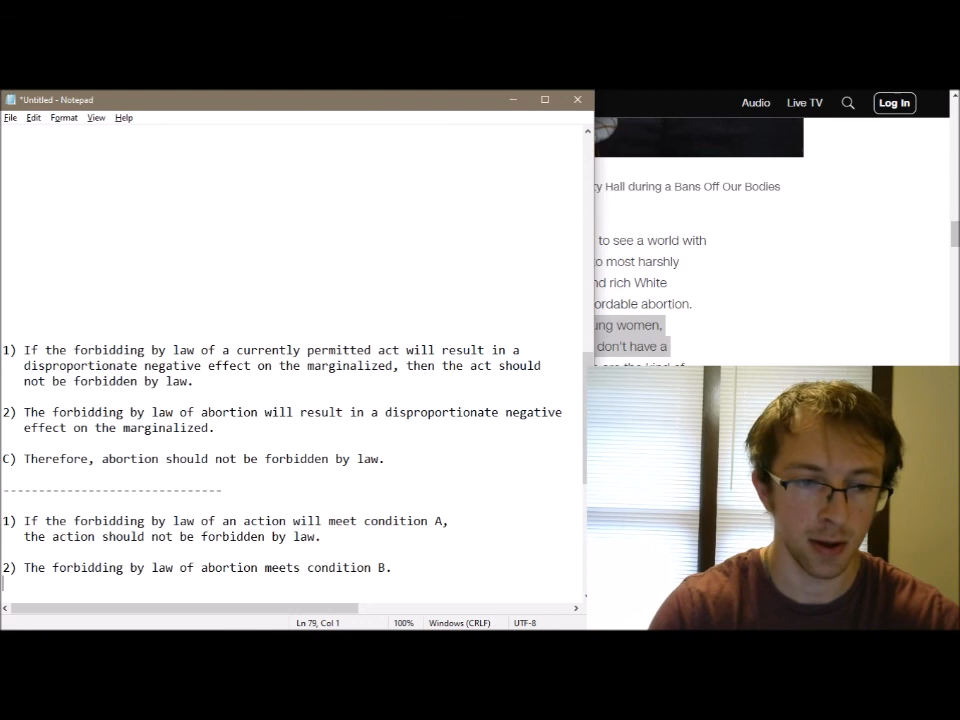 *Untitled - Notepad
File Edit Format View Help
Audio Live TV Log In
ty Hall during a Bans Off Our Bodies
to see a world with
to most harshly
nd rich White
fordable abortion.
ung women,
don't have a
1) If the forbidding by law of a currently permitted act will result in a
disproportionate negative effect on the marginalized, then the act should
not be forbidden by law.
2) The forbidding by law of abortion will result in a disproportionate negative
effect on the marginalized.
C) Therefore, abortion should not be forbidden by law.
-------------------------------
1) If the forbidding by law of an action will meet condition A,
the action should not be forbidden by law.
2) The forbidding by law of abortion meets condition B.
Ln 79, Col 1 100% Windows (CRLF) UTF-8